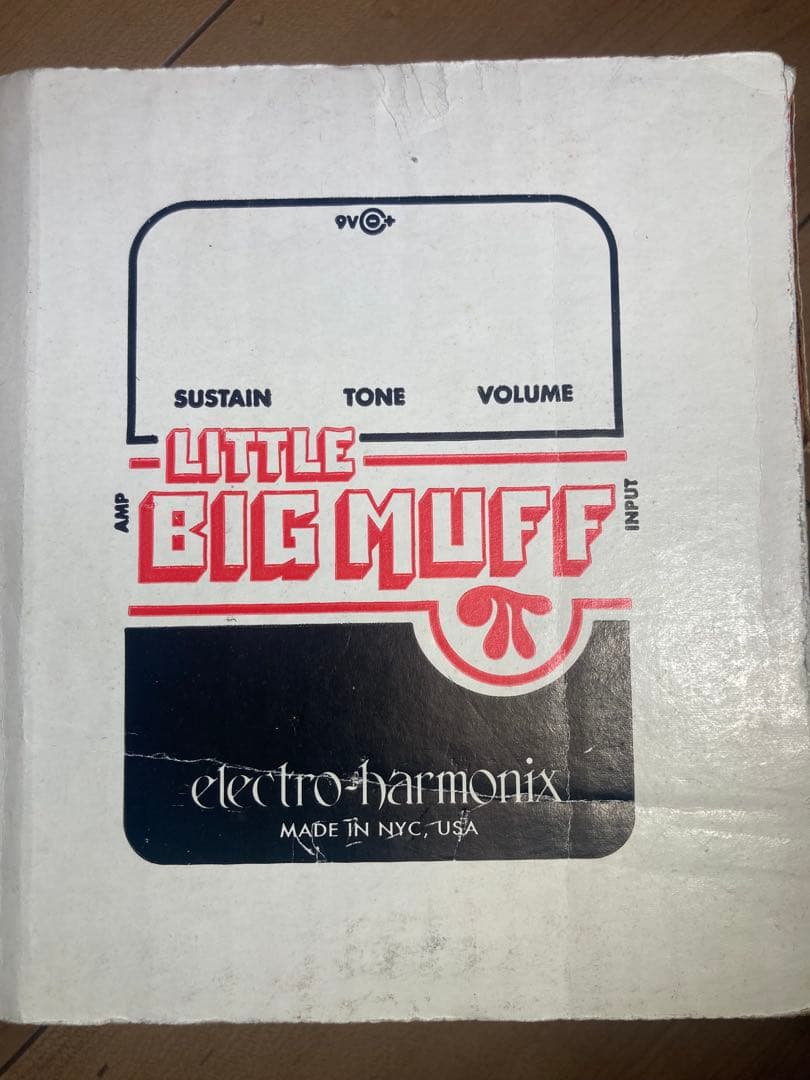 9V ⊖ +
SUSTAIN TONE VOLUME
LITTLE
AMP
BIG MUFF
INPUT
π
electro-harmonix
MADE IN NYC, USA